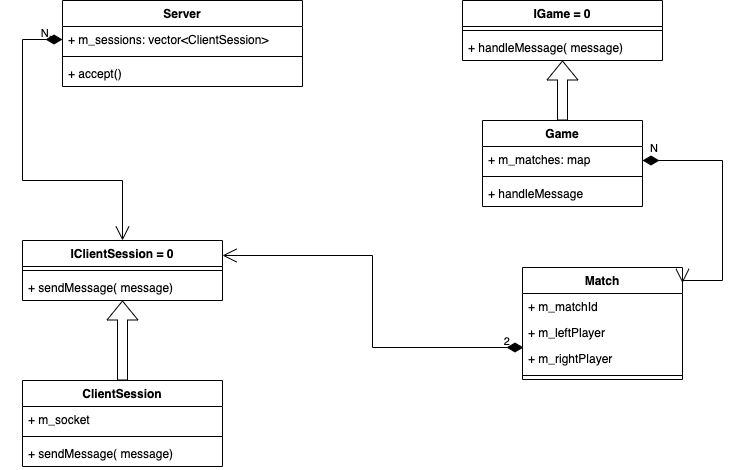 Server
N
+ m_sessions: vector<ClientSession>
+ accept()
IGame = 0
+ handleMessage( message)
Game
+ m_matches: map
N
+ handleMessage
IClientSession = 0
+ sendMessage( message)
Match
+ m_matchId
+ m_leftPlayer
+ m_rightPlayer
2
ClientSession
+ m_socket
+ sendMessage( message)